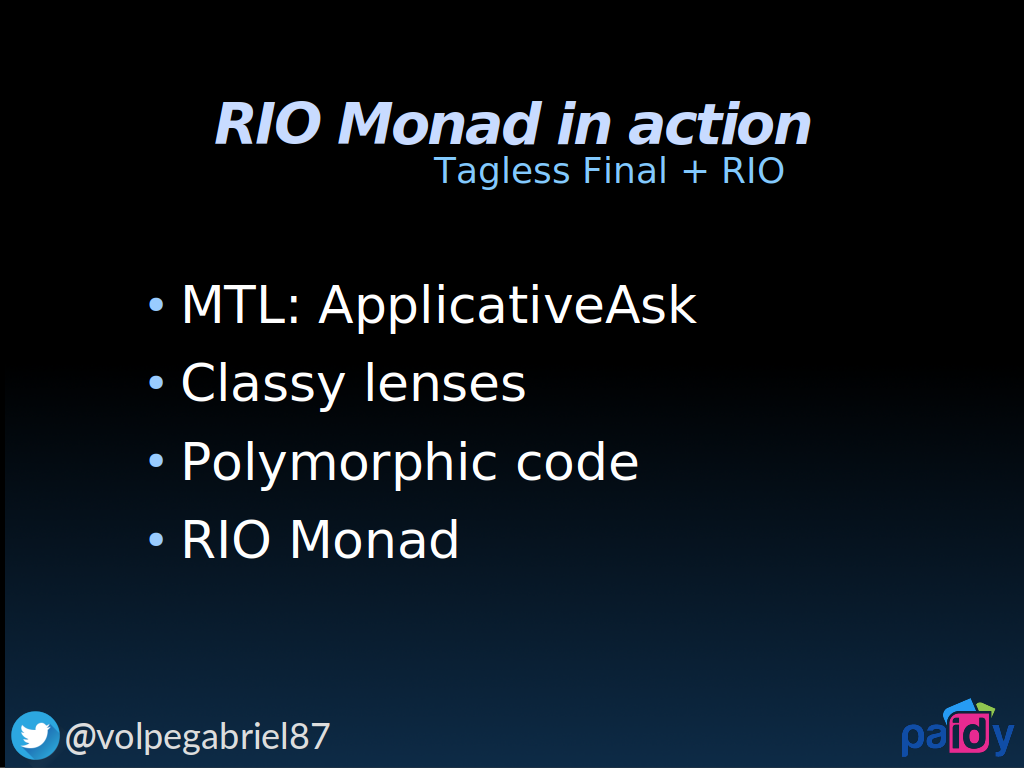 RIO Monad in action
Tagless Final + RIO
• MTL: ApplicativeAsk
• Classy lenses
• Polymorphic code
• RIO Monad
@volpegabriel87
paidy